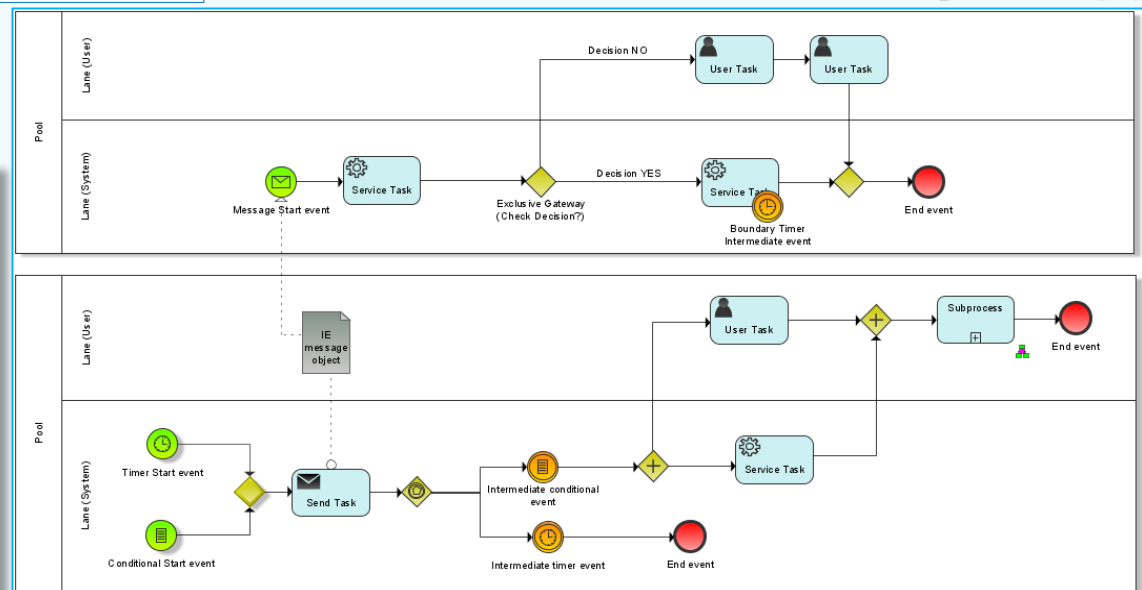 Pool
Lane (User)
Decision NO
User Task
User Task
Lane (System)
Message Start event
Service Task
Exclusive Gateway
(Check Decision?)
Decision YES
Service Task
Boundary Timer
Intermediate event
End event
Pool
Lane (User)
IE
message
object
User Task
Subprocess
End event
Lane (System)
Timer Start event
Conditional Start event
Send Task
Intermediate conditional
event
Intermediate timer event
Service Task
End event